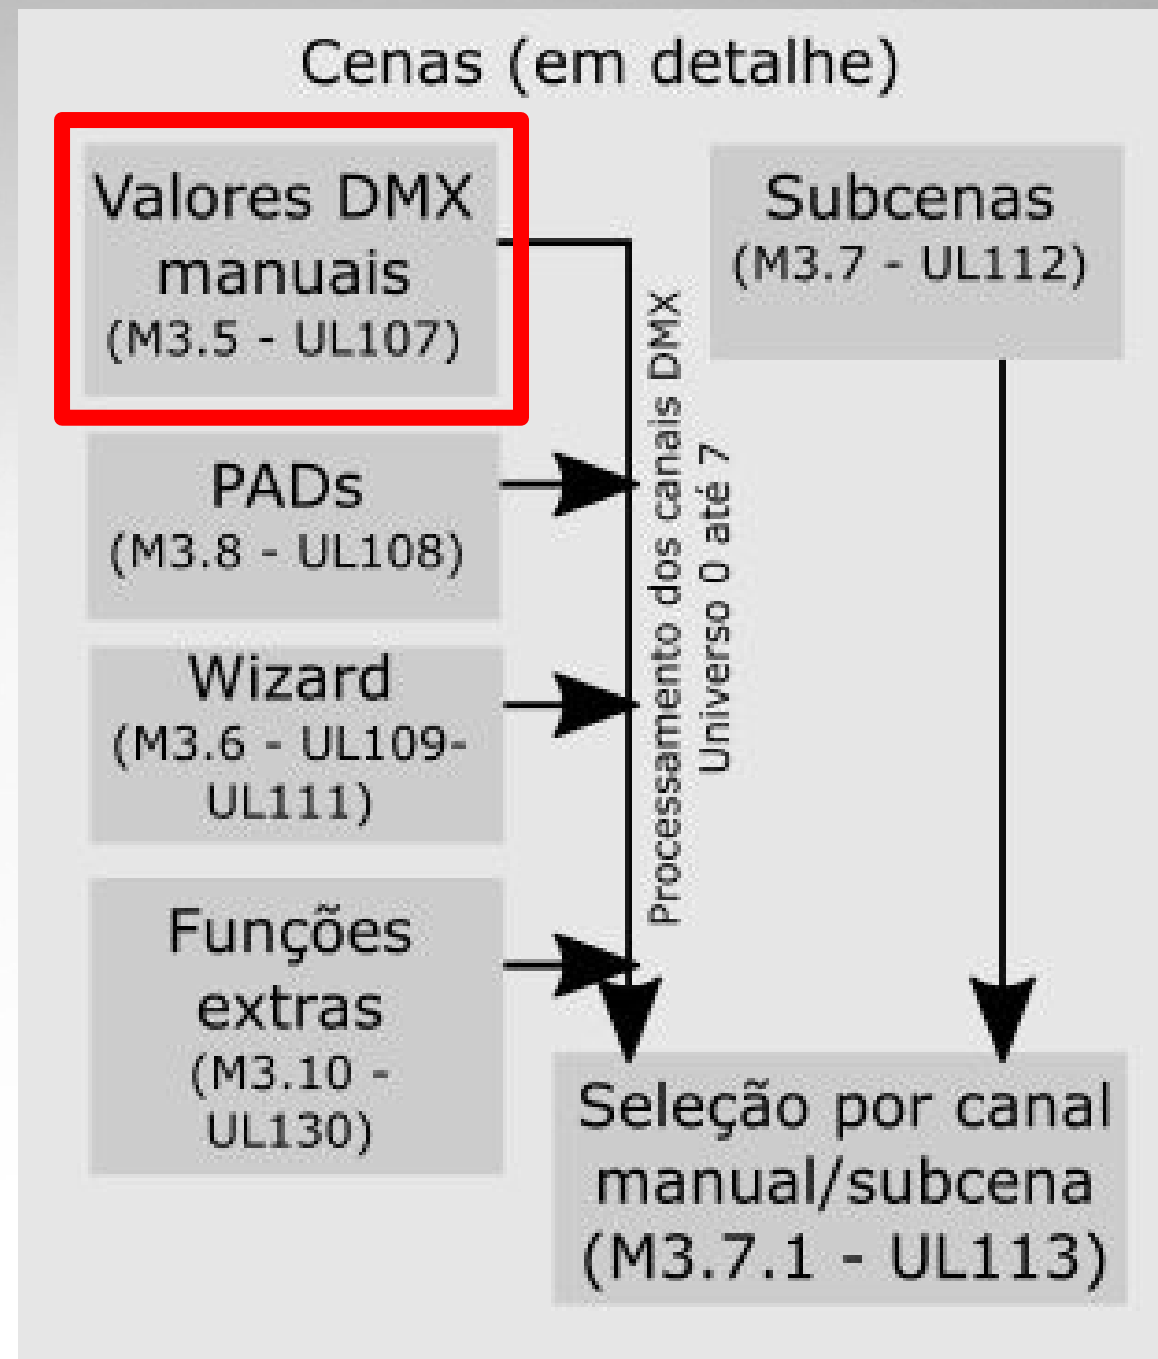 Cenas (em detalhe)
Valores DMX
manuais
(M3.5 - UL107)
Subcenas
(M3.7 - UL112)
PADs
(M3.8 - UL108)
Wizard
(M3.6 - UL109-
UL111)
Funções
extras
(M3.10 -
UL130)
Processamento dos canais DMX
Universo 0 até 7
Seleção por canal
manual/subcena
(M3.7.1 - UL113)